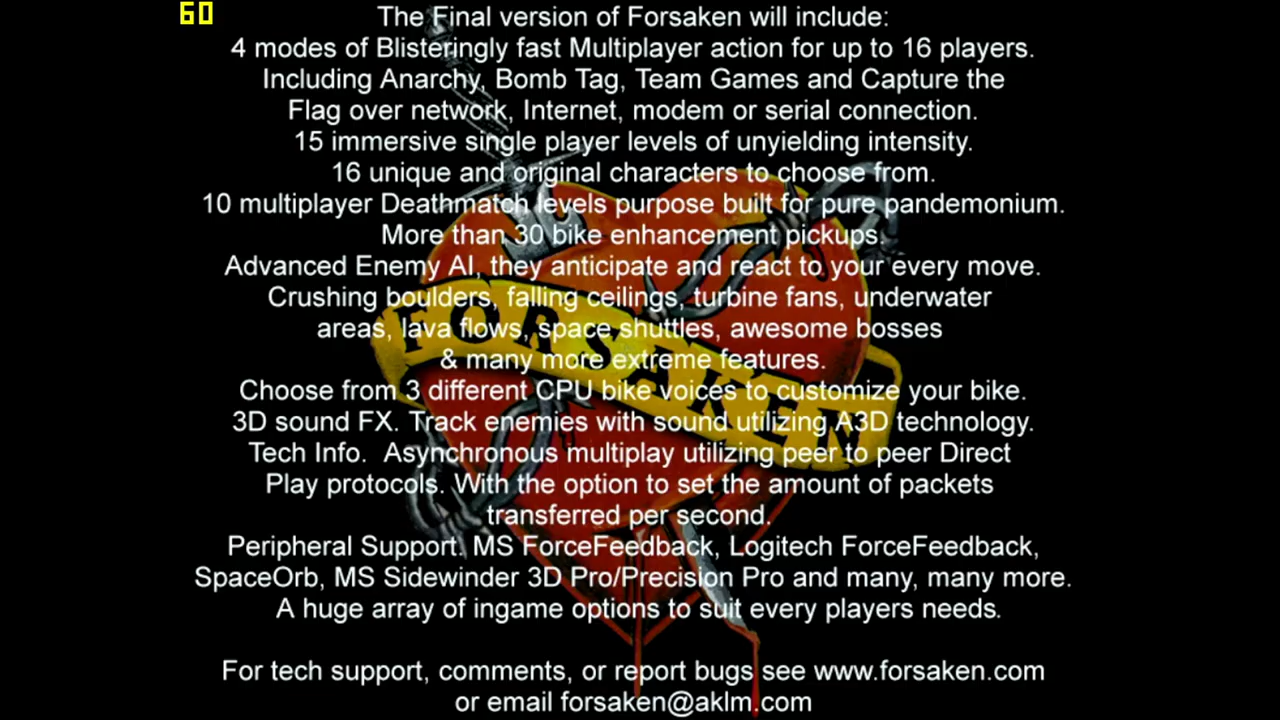 60
The Final version of Forsaken will include:
4 modes of Blisteringly fast Multiplayer action for up to 16 players.
Including Anarchy, Bomb Tag, Team Games and Capture the
Flag over network, Internet, modem or serial connection.
15 immersive single player levels of unyielding intensity.
16 unique and original characters to choose from.
10 multiplayer Deathmatch levels purpose built for pure pandemonium.
More than 30 bike enhancement pickups.
Advanced Enemy AI, they anticipate and react to your every move.
Crushing boulders, falling ceilings, turbine fans, underwater
areas, lava flows, space shuttles, awesome bosses
& many more extreme features.
Choose from 3 different CPU bike voices to customize your bike.
3D sound FX. Track enemies with sound utilizing A3D technology.
Tech Info.  Asynchronous multiplay utilizing peer to peer Direct
Play protocols. With the option to set the amount of packets
transferred per second.
Peripheral Support. MS ForceFeedback, Logitech ForceFeedback,
SpaceOrb, MS Sidewinder 3D Pro/Precision Pro and many, many more.
A huge array of ingame options to suit every players needs.
For tech support, comments, or report bugs see www.forsaken.com
or email forsaken@aklm.com
FORSAKEN